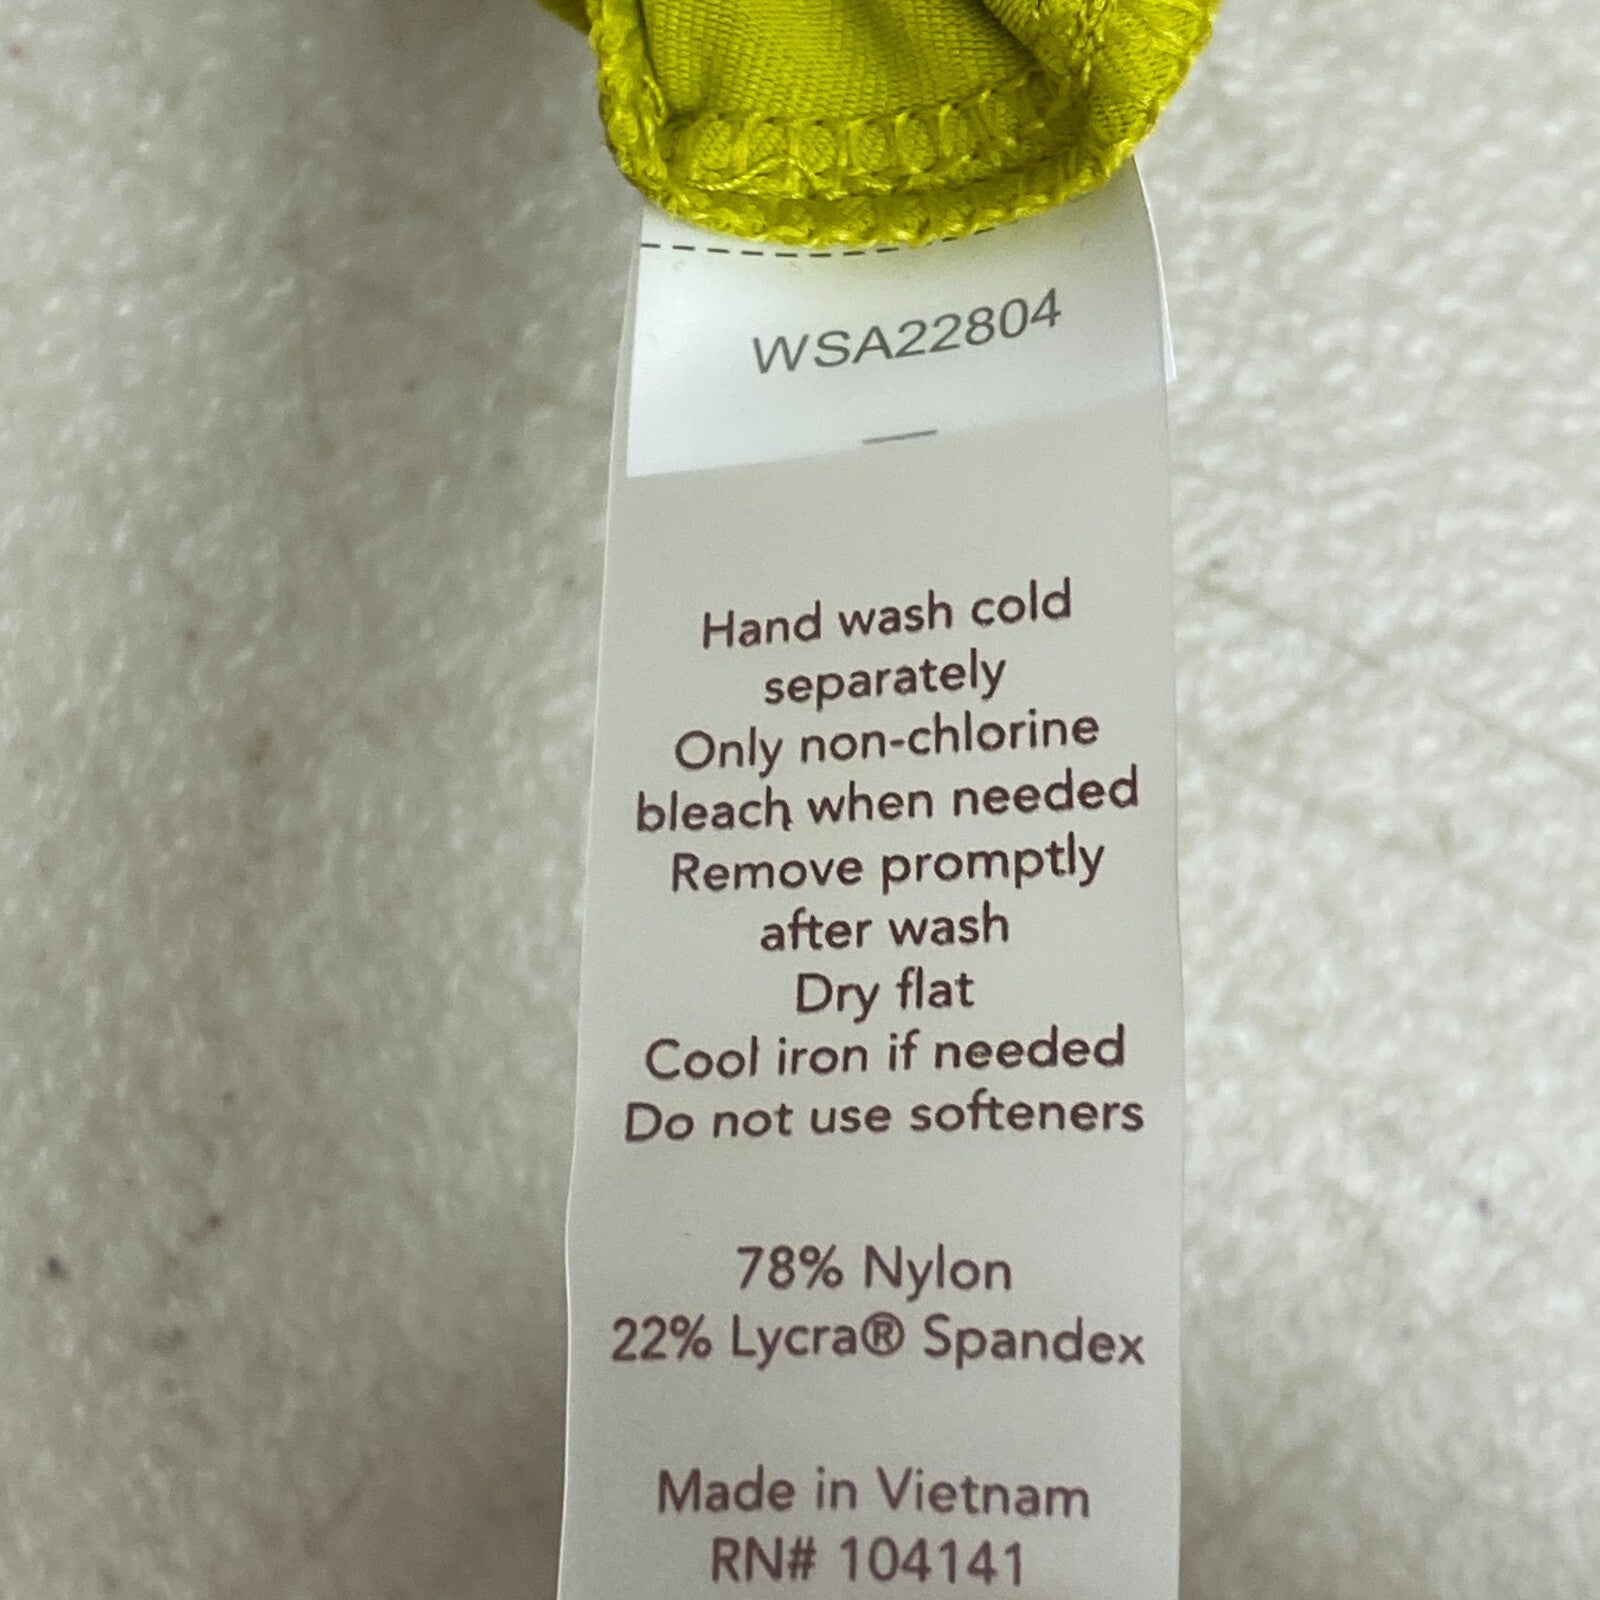 WSA22804
Hand wash cold
separately
Only non-chlorine
bleach when needed
Remove promptly
after wash
Dry flat
Cool iron if needed
Do not use softeners
78% Nylon
22% Lycra® Spandex
Made in Vietnam
RN# 104141